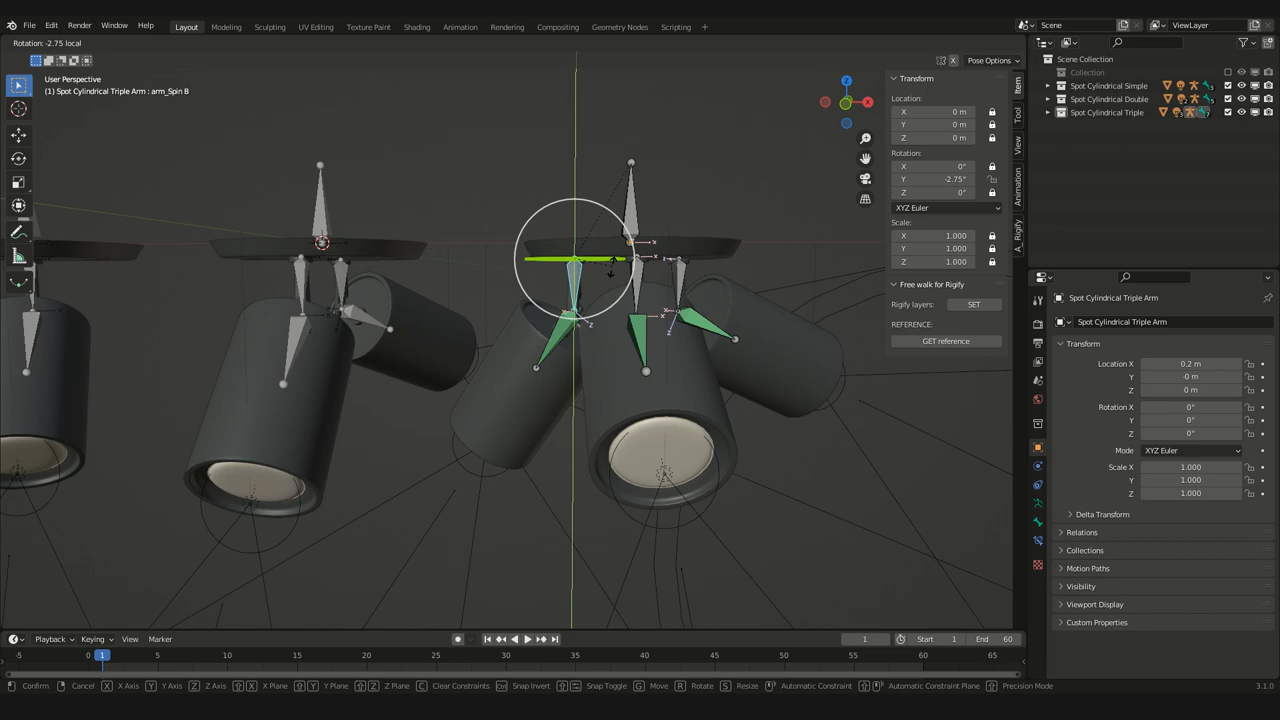 File Edit Render Window Help
Layout Modeling Sculpting UV Editing Texture Paint Shading Animation Rendering Compositing Geometry Nodes Scripting +
Scene
ViewLayer
Rotation: -2.75 local
X
Pose Options
User Perspective
(1) Spot Cylindrical Triple Arm : arm_Spin B
Z
X
Item
Tool
View
Animation
A_Rigify
Transform
Location:
X 0 m
Y 0 m
Z 0 m
Rotation:
X 0°
Y -2.75°
Z 0°
XYZ Euler
Scale:
X 1.000
Y 1.000
Z 1.000
Free walk for Rigify
Rigify layers: SET
REFERENCE:
GET reference
Scene Collection
Collection
Spot Cylindrical Simple
Spot Cylindrical Double
Spot Cylindrical Triple
Spot Cylindrical Triple Arm
Spot Cylindrical Triple Arm
Transform
Location X 0.2 m
Y -0 m
Z 0 m
Rotation X 0°
Y 0°
Z 0°
Mode XYZ Euler
Scale X 1.000
Y 1.000
Z 1.000
Delta Transform
Relations
Collections
Motion Paths
Visibility
Viewport Display
Custom Properties
Playback Keying View Marker
1 Start 1 End 60
-5 0 1 5 10 15 20 25 30 35 40 45 50 55 60 65
Confirm Cancel X X Axis Y Y Axis Z Z Axis X X Plane Y Y Plane Z Z Plane C Clear Constraints Snap Invert Snap Toggle G Move R Rotate S Resize Automatic Constraint Automatic Constraint Plane Precision Mode
3.1.0